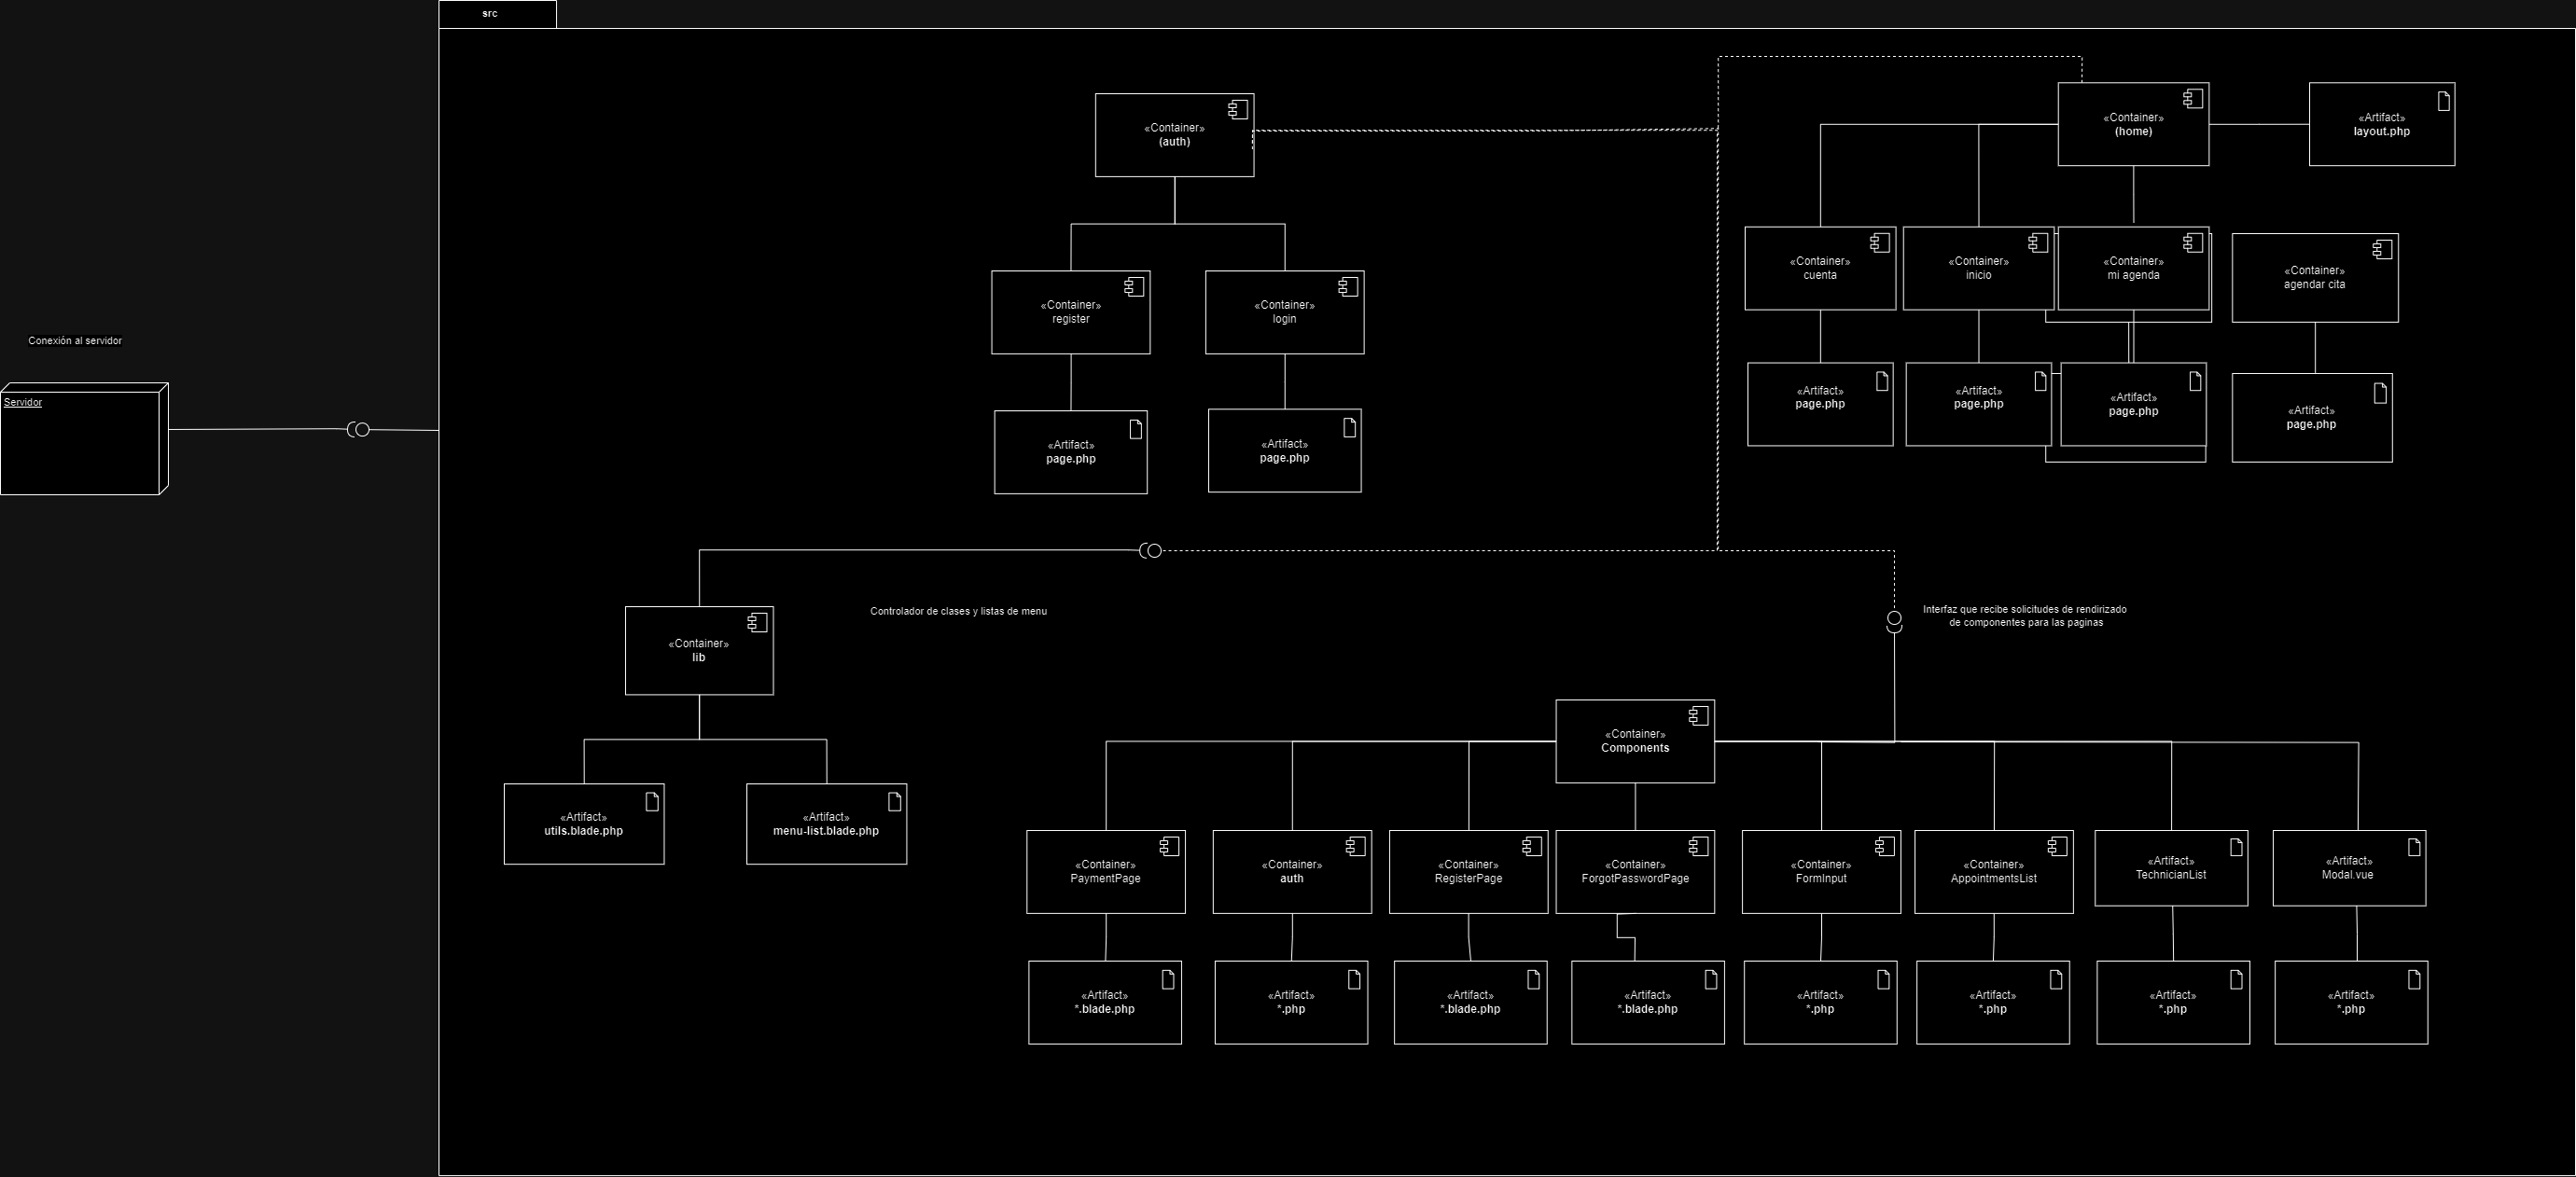 src
«Container»
(auth)
«Container»
(home)
«Artifact»
layout.php
«Container»
register
«Container»
login
«Container»
cuenta
«Container»
inicio
«Container»
mi agenda
«Container»
agendar cita
«Artifact»
page.php
«Artifact»
page.php
«Artifact»
page.php
«Artifact»
page.php
«Artifact»
page.php
«Artifact»
page.php
Conexión al servidor
Servidor
Controlador de clases y listas de menu
Interfaz que recibe solicitudes de rendirizado
de componentes para las paginas
«Container»
lib
«Artifact»
utils.blade.php
«Artifact»
menu-list.blade.php
«Container»
Components
«Container»
PaymentPage
«Container»
auth
«Container»
RegisterPage
«Container»
ForgotPasswordPage
«Container»
FormInput
«Container»
AppointmentsList
«Artifact»
TechnicianList
«Artifact»
Modal.vue
«Artifact»
*.blade.php
«Artifact»
*.php
«Artifact»
*.blade.php
«Artifact»
*.blade.php
«Artifact»
*.php
«Artifact»
*.php
«Artifact»
*.php
«Artifact»
*.php